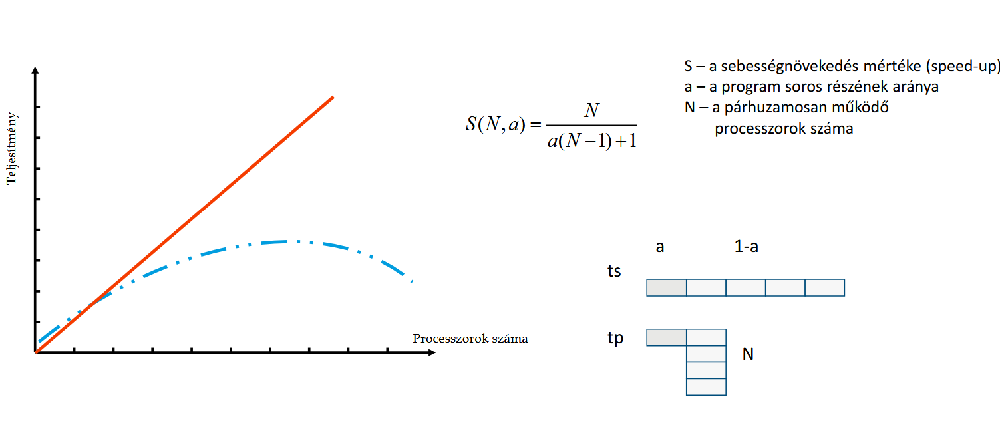 Teljesítmény
Processzorok száma
S(N,a) = N / a(N−1)+1
S – a sebességnövekedés mértéke (speed-up)
a – a program soros részének aránya
N – a párhuzamosan működő
processzorok száma
a 1-a
ts
tp
N